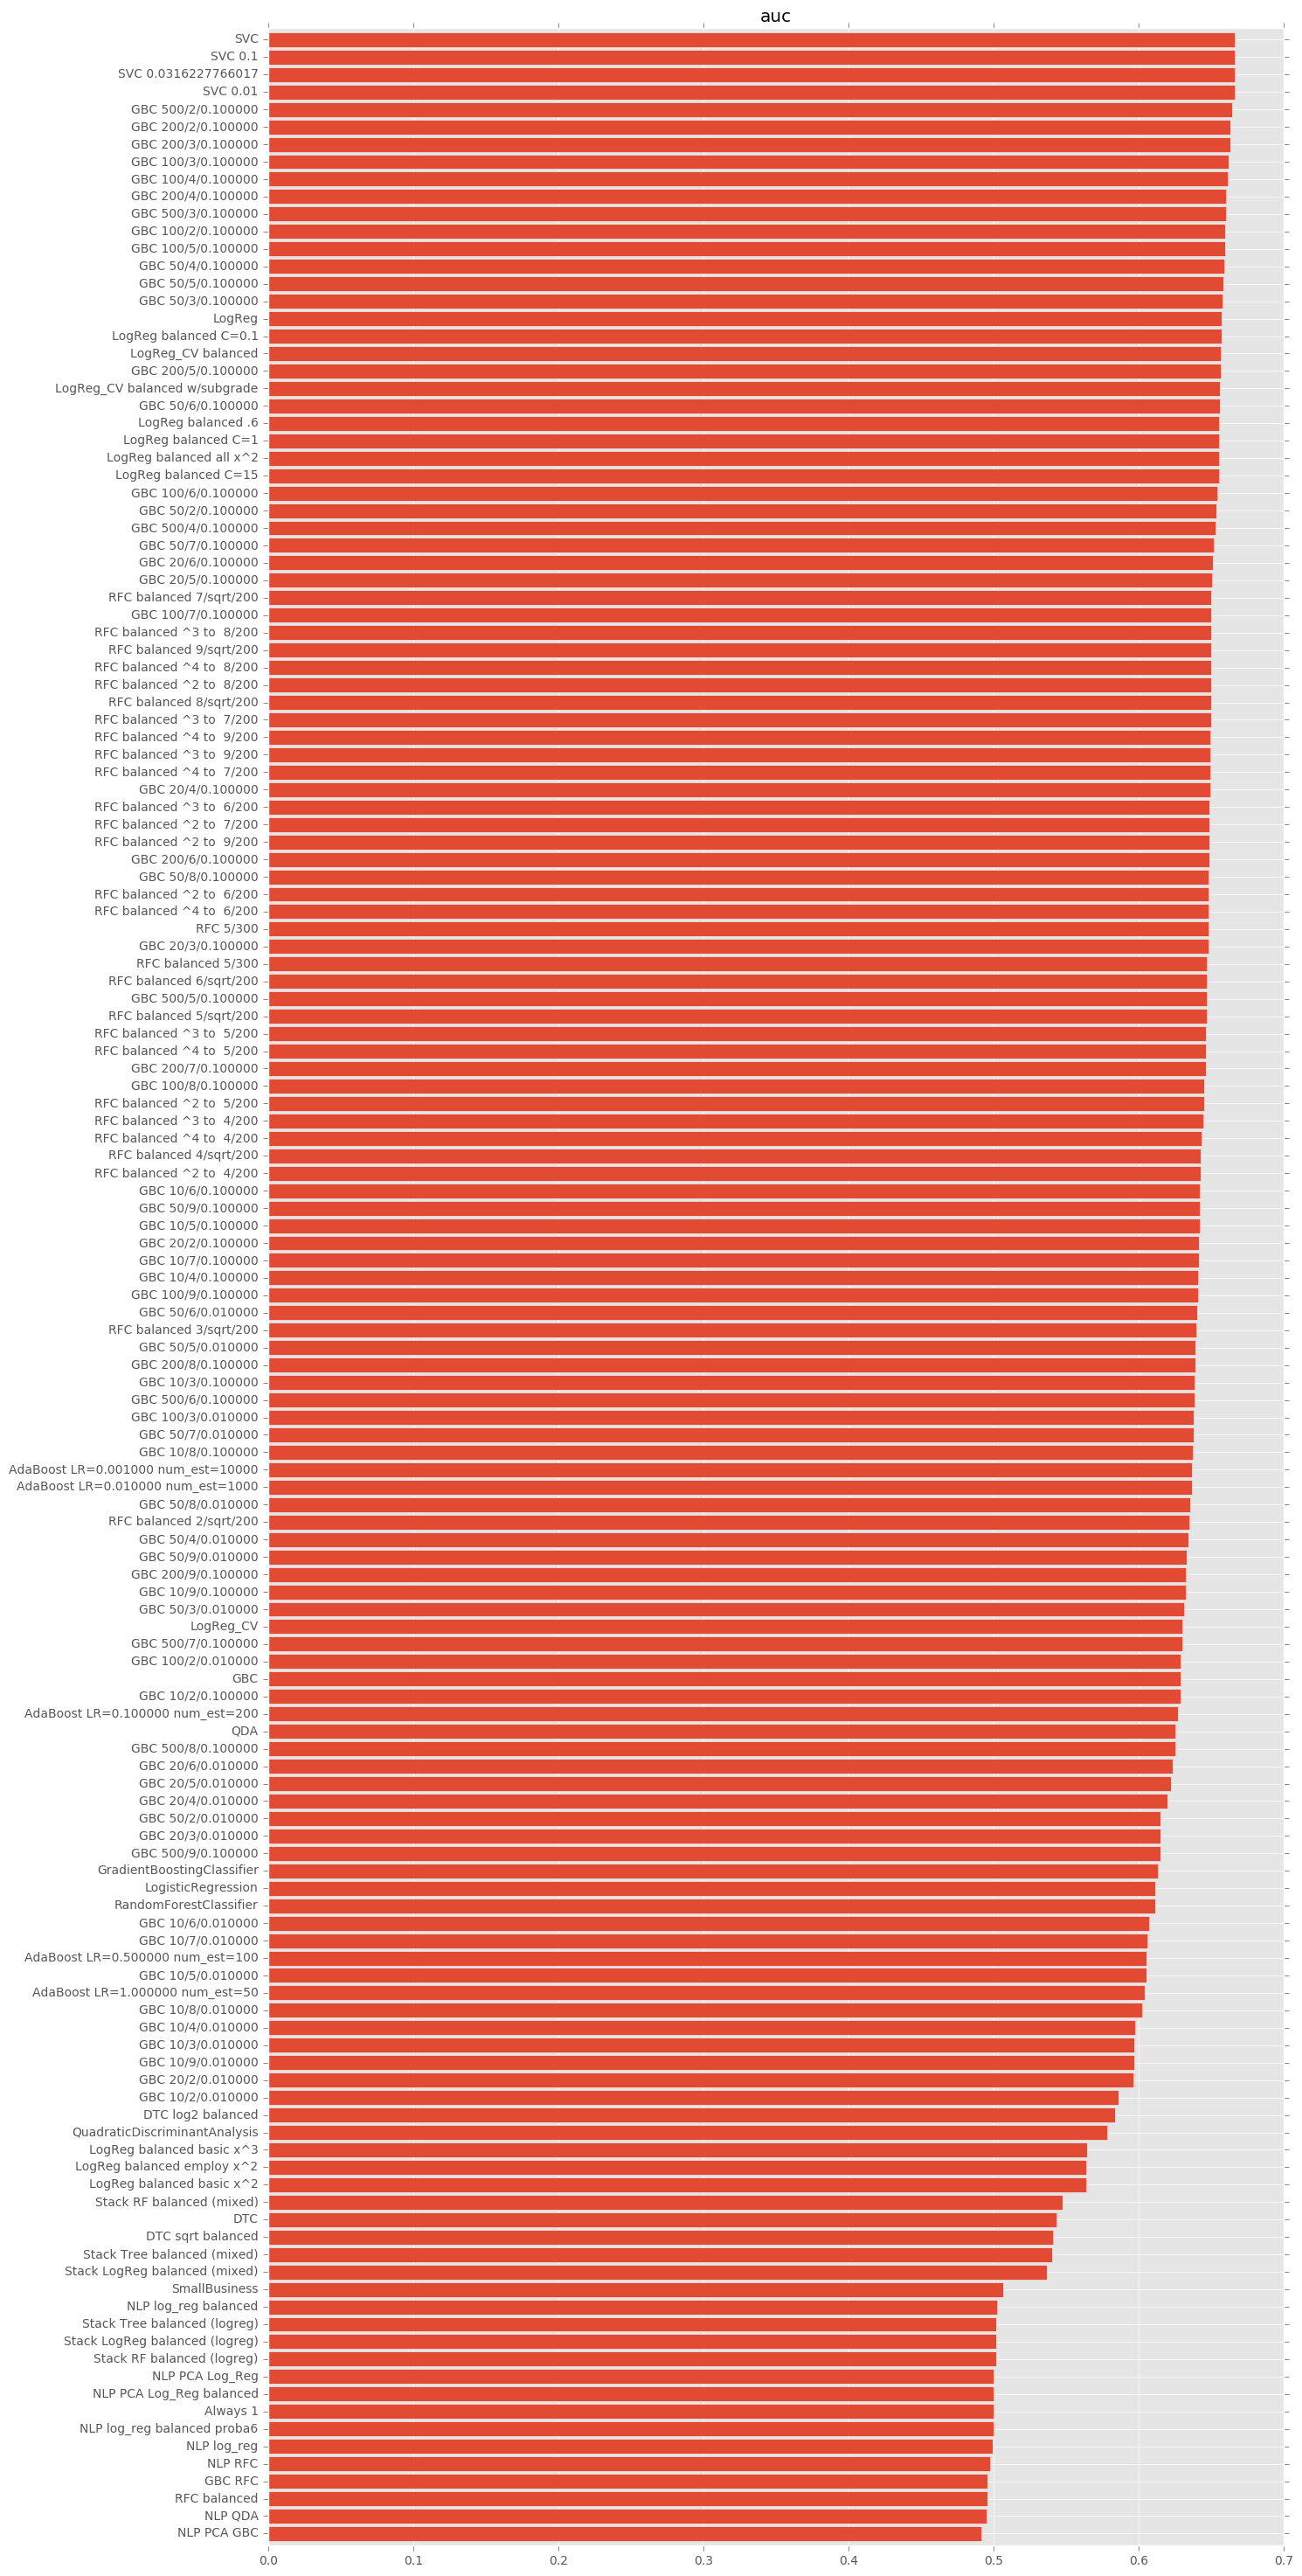 auc
SVC
SVC 0.1
SVC 0.0316227766017
SVC 0.01
GBC 500/2/0.100000
GBC 200/2/0.100000
GBC 200/3/0.100000
GBC 100/3/0.100000
GBC 100/4/0.100000
GBC 200/4/0.100000
GBC 500/3/0.100000
GBC 100/2/0.100000
GBC 100/5/0.100000
GBC 50/4/0.100000
GBC 50/5/0.100000
GBC 50/3/0.100000
LogReg
LogReg balanced C=0.1
LogReg_CV balanced
GBC 200/5/0.100000
LogReg_CV balanced w/subgrade
GBC 50/6/0.100000
LogReg balanced .6
LogReg balanced C=1
LogReg balanced all x^2
LogReg balanced C=15
GBC 100/6/0.100000
GBC 50/2/0.100000
GBC 500/4/0.100000
GBC 50/7/0.100000
GBC 20/6/0.100000
GBC 20/5/0.100000
RFC balanced 7/sqrt/200
GBC 100/7/0.100000
RFC balanced ^3 to  8/200
RFC balanced 9/sqrt/200
RFC balanced ^4 to  8/200
RFC balanced ^2 to  8/200
RFC balanced 8/sqrt/200
RFC balanced ^3 to  7/200
RFC balanced ^4 to  9/200
RFC balanced ^3 to  9/200
RFC balanced ^4 to  7/200
GBC 20/4/0.100000
RFC balanced ^3 to  6/200
RFC balanced ^2 to  7/200
RFC balanced ^2 to  9/200
GBC 200/6/0.100000
GBC 50/8/0.100000
RFC balanced ^2 to  6/200
RFC balanced ^4 to  6/200
RFC 5/300
GBC 20/3/0.100000
RFC balanced 5/300
RFC balanced 6/sqrt/200
GBC 500/5/0.100000
RFC balanced 5/sqrt/200
RFC balanced ^3 to  5/200
RFC balanced ^4 to  5/200
GBC 200/7/0.100000
GBC 100/8/0.100000
RFC balanced ^2 to  5/200
RFC balanced ^3 to  4/200
RFC balanced ^4 to  4/200
RFC balanced 4/sqrt/200
RFC balanced ^2 to  4/200
GBC 10/6/0.100000
GBC 50/9/0.100000
GBC 10/5/0.100000
GBC 20/2/0.100000
GBC 10/7/0.100000
GBC 10/4/0.100000
GBC 100/9/0.100000
GBC 50/6/0.010000
RFC balanced 3/sqrt/200
GBC 50/5/0.010000
GBC 200/8/0.100000
GBC 10/3/0.100000
GBC 500/6/0.100000
GBC 100/3/0.010000
GBC 50/7/0.010000
GBC 10/8/0.100000
AdaBoost LR=0.001000 num_est=10000
AdaBoost LR=0.010000 num_est=1000
GBC 50/8/0.010000
RFC balanced 2/sqrt/200
GBC 50/4/0.010000
GBC 50/9/0.010000
GBC 200/9/0.100000
GBC 10/9/0.100000
GBC 50/3/0.010000
LogReg_CV
GBC 500/7/0.100000
GBC 100/2/0.010000
GBC
GBC 10/2/0.100000
AdaBoost LR=0.100000 num_est=200
QDA
GBC 500/8/0.100000
GBC 20/6/0.010000
GBC 20/5/0.010000
GBC 20/4/0.010000
GBC 50/2/0.010000
GBC 20/3/0.010000
GBC 500/9/0.100000
GradientBoostingClassifier
LogisticRegression
RandomForestClassifier
GBC 10/6/0.010000
GBC 10/7/0.010000
AdaBoost LR=0.500000 num_est=100
GBC 10/5/0.010000
AdaBoost LR=1.000000 num_est=50
GBC 10/8/0.010000
GBC 10/4/0.010000
GBC 10/3/0.010000
GBC 10/9/0.010000
GBC 20/2/0.010000
GBC 10/2/0.010000
DTC log2 balanced
QuadraticDiscriminantAnalysis
LogReg balanced basic x^3
LogReg balanced employ x^2
LogReg balanced basic x^2
Stack RF balanced (mixed)
DTC
DTC sqrt balanced
Stack Tree balanced (mixed)
Stack LogReg balanced (mixed)
SmallBusiness
NLP log_reg balanced
Stack Tree balanced (logreg)
Stack LogReg balanced (logreg)
Stack RF balanced (logreg)
NLP PCA Log_Reg
NLP PCA Log_Reg balanced
Always 1
NLP log_reg balanced proba6
NLP log_reg
NLP RFC
GBC RFC
RFC balanced
NLP QDA
NLP PCA GBC
0.0 0.1 0.2 0.3 0.4 0.5 0.6 0.7